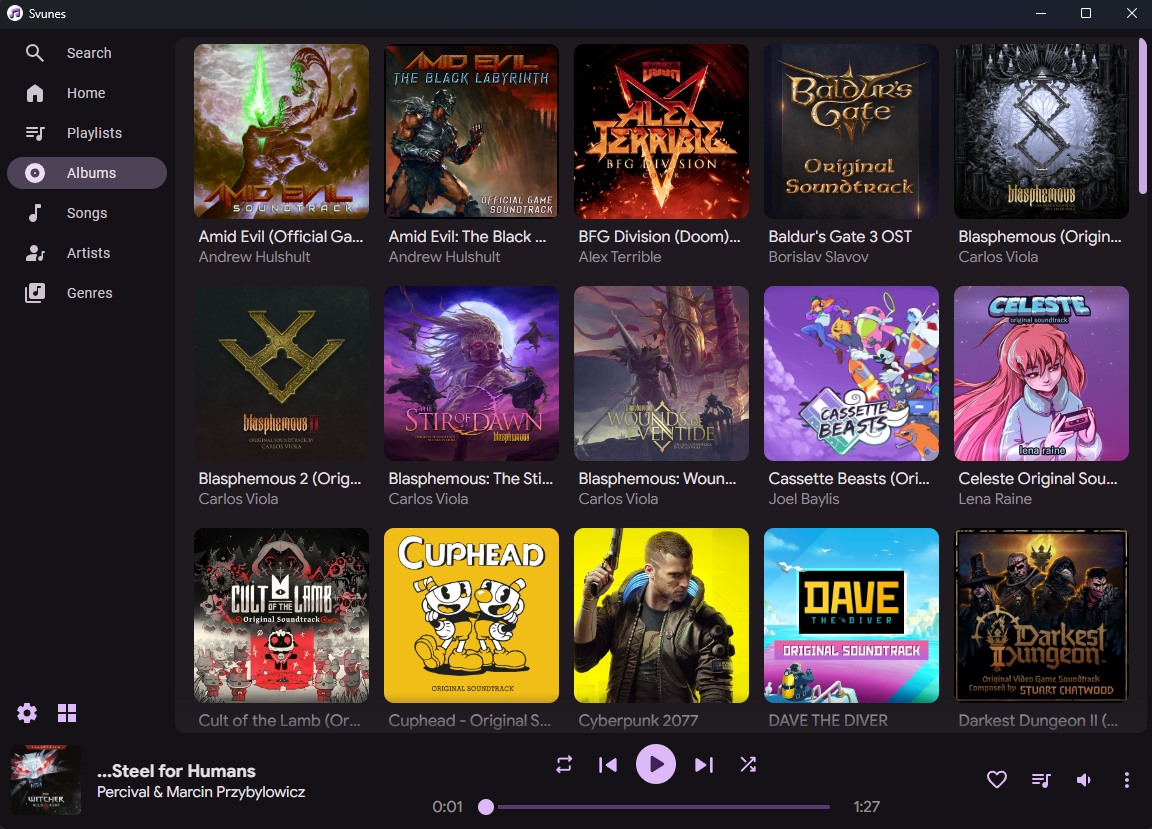 Svunes
Search
Home
Playlists
Albums
Songs
Artists
Genres
AMID EVIL
SOUNDTRACK
AMID EVIL
THE BLACK LABYRINTH
OFFICIAL GAME
SOUNDTRACK
ALEX
TERRIBLE
BFG DIVISION
BALDUR'S
GATE
ORIGINAL
SOUNDTRACK
blasphemous
Amid Evil (Official Ga...
Amid Evil: The Black ...
BFG Division (Doom)...
Baldur's Gate 3 OST
Blasphemous (Origin...
Andrew Hulshult
Andrew Hulshult
Alex Terrible
Borislav Slavov
Carlos Viola
blasphemous II
ORIGINAL SOUNDTRACK BY
CARLOS VIOLA
STIR OF DAWN
blasphemous
WOUNDS
OF EVENTIDE
CASSETTE
BEASTS
CELESTE
original soundtrack
lena raine
Blasphemous 2 (Orig...
Blasphemous: The Sti...
Blasphemous: Woun...
Cassette Beasts (Ori...
Celeste Original Sou...
Carlos Viola
Carlos Viola
Carlos Viola
Joel Baylis
Lena Raine
CULT OF THE LAMB
Original Soundtrack
CUPHEAD
ORIGINAL SOUNDTRACK
DAVE
THE DIVER
ORIGINAL SOUNDTRACK
Darkest
Dungeon
Original Video Game Soundtrack
Composed by STUART CHATWOOD
Cult of the Lamb (Or...
Cuphead - Original S...
Cyberpunk 2077
DAVE THE DIVER
Darkest Dungeon II (...
THE WITCHER
WILD HUNT
...Steel for Humans
Percival & Marcin Przybylowicz
0:01
1:27